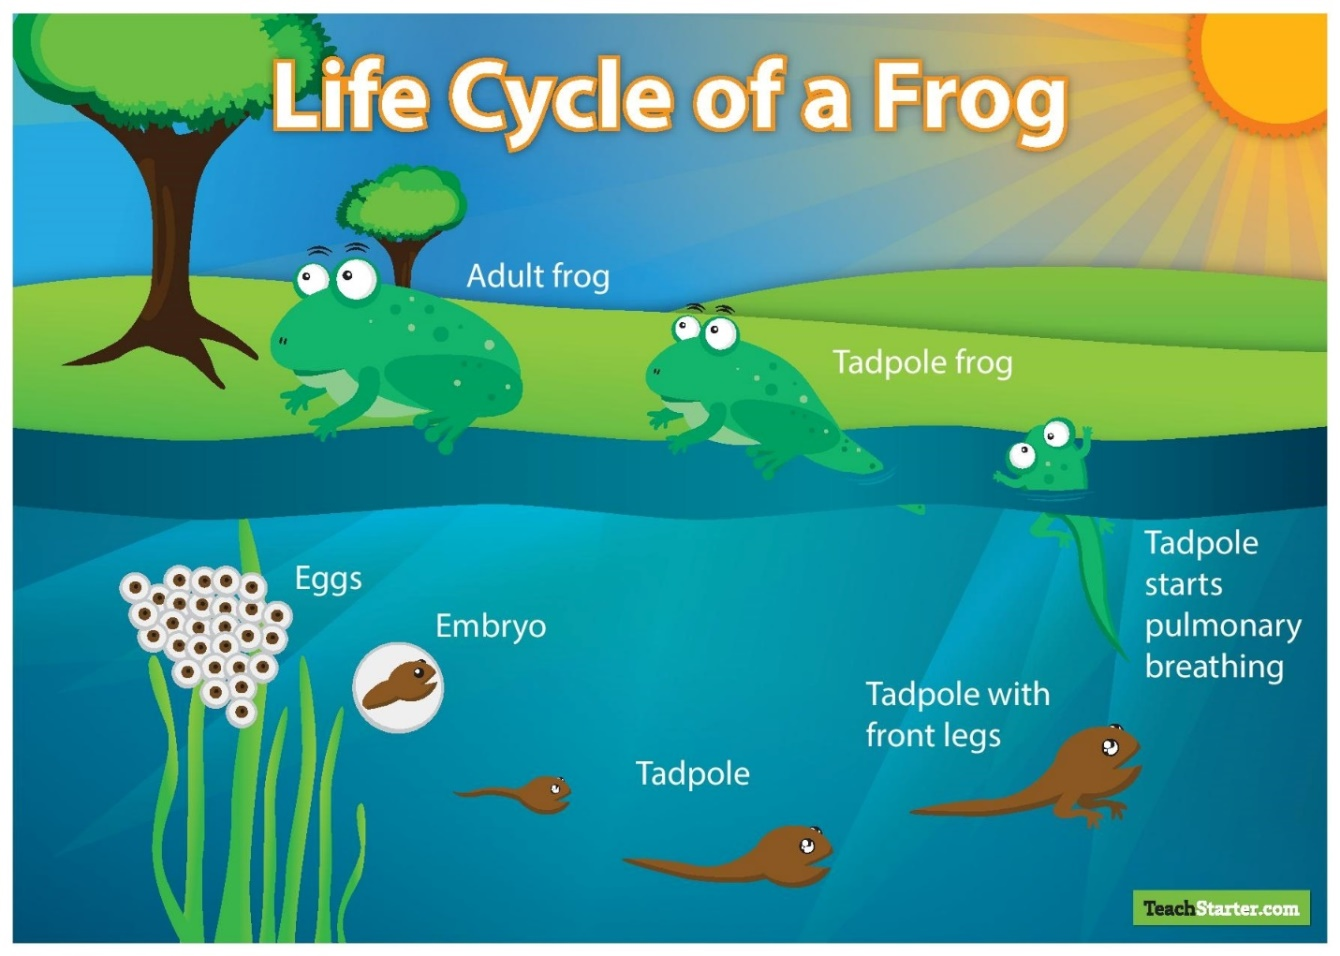 Life Cycle of a Frog
Adult frog
Tadpole frog
Tadpole
starts
pulmonary
breathing
Eggs
Embryo
Tadpole with
front legs
Tadpole
TeachStarter.com